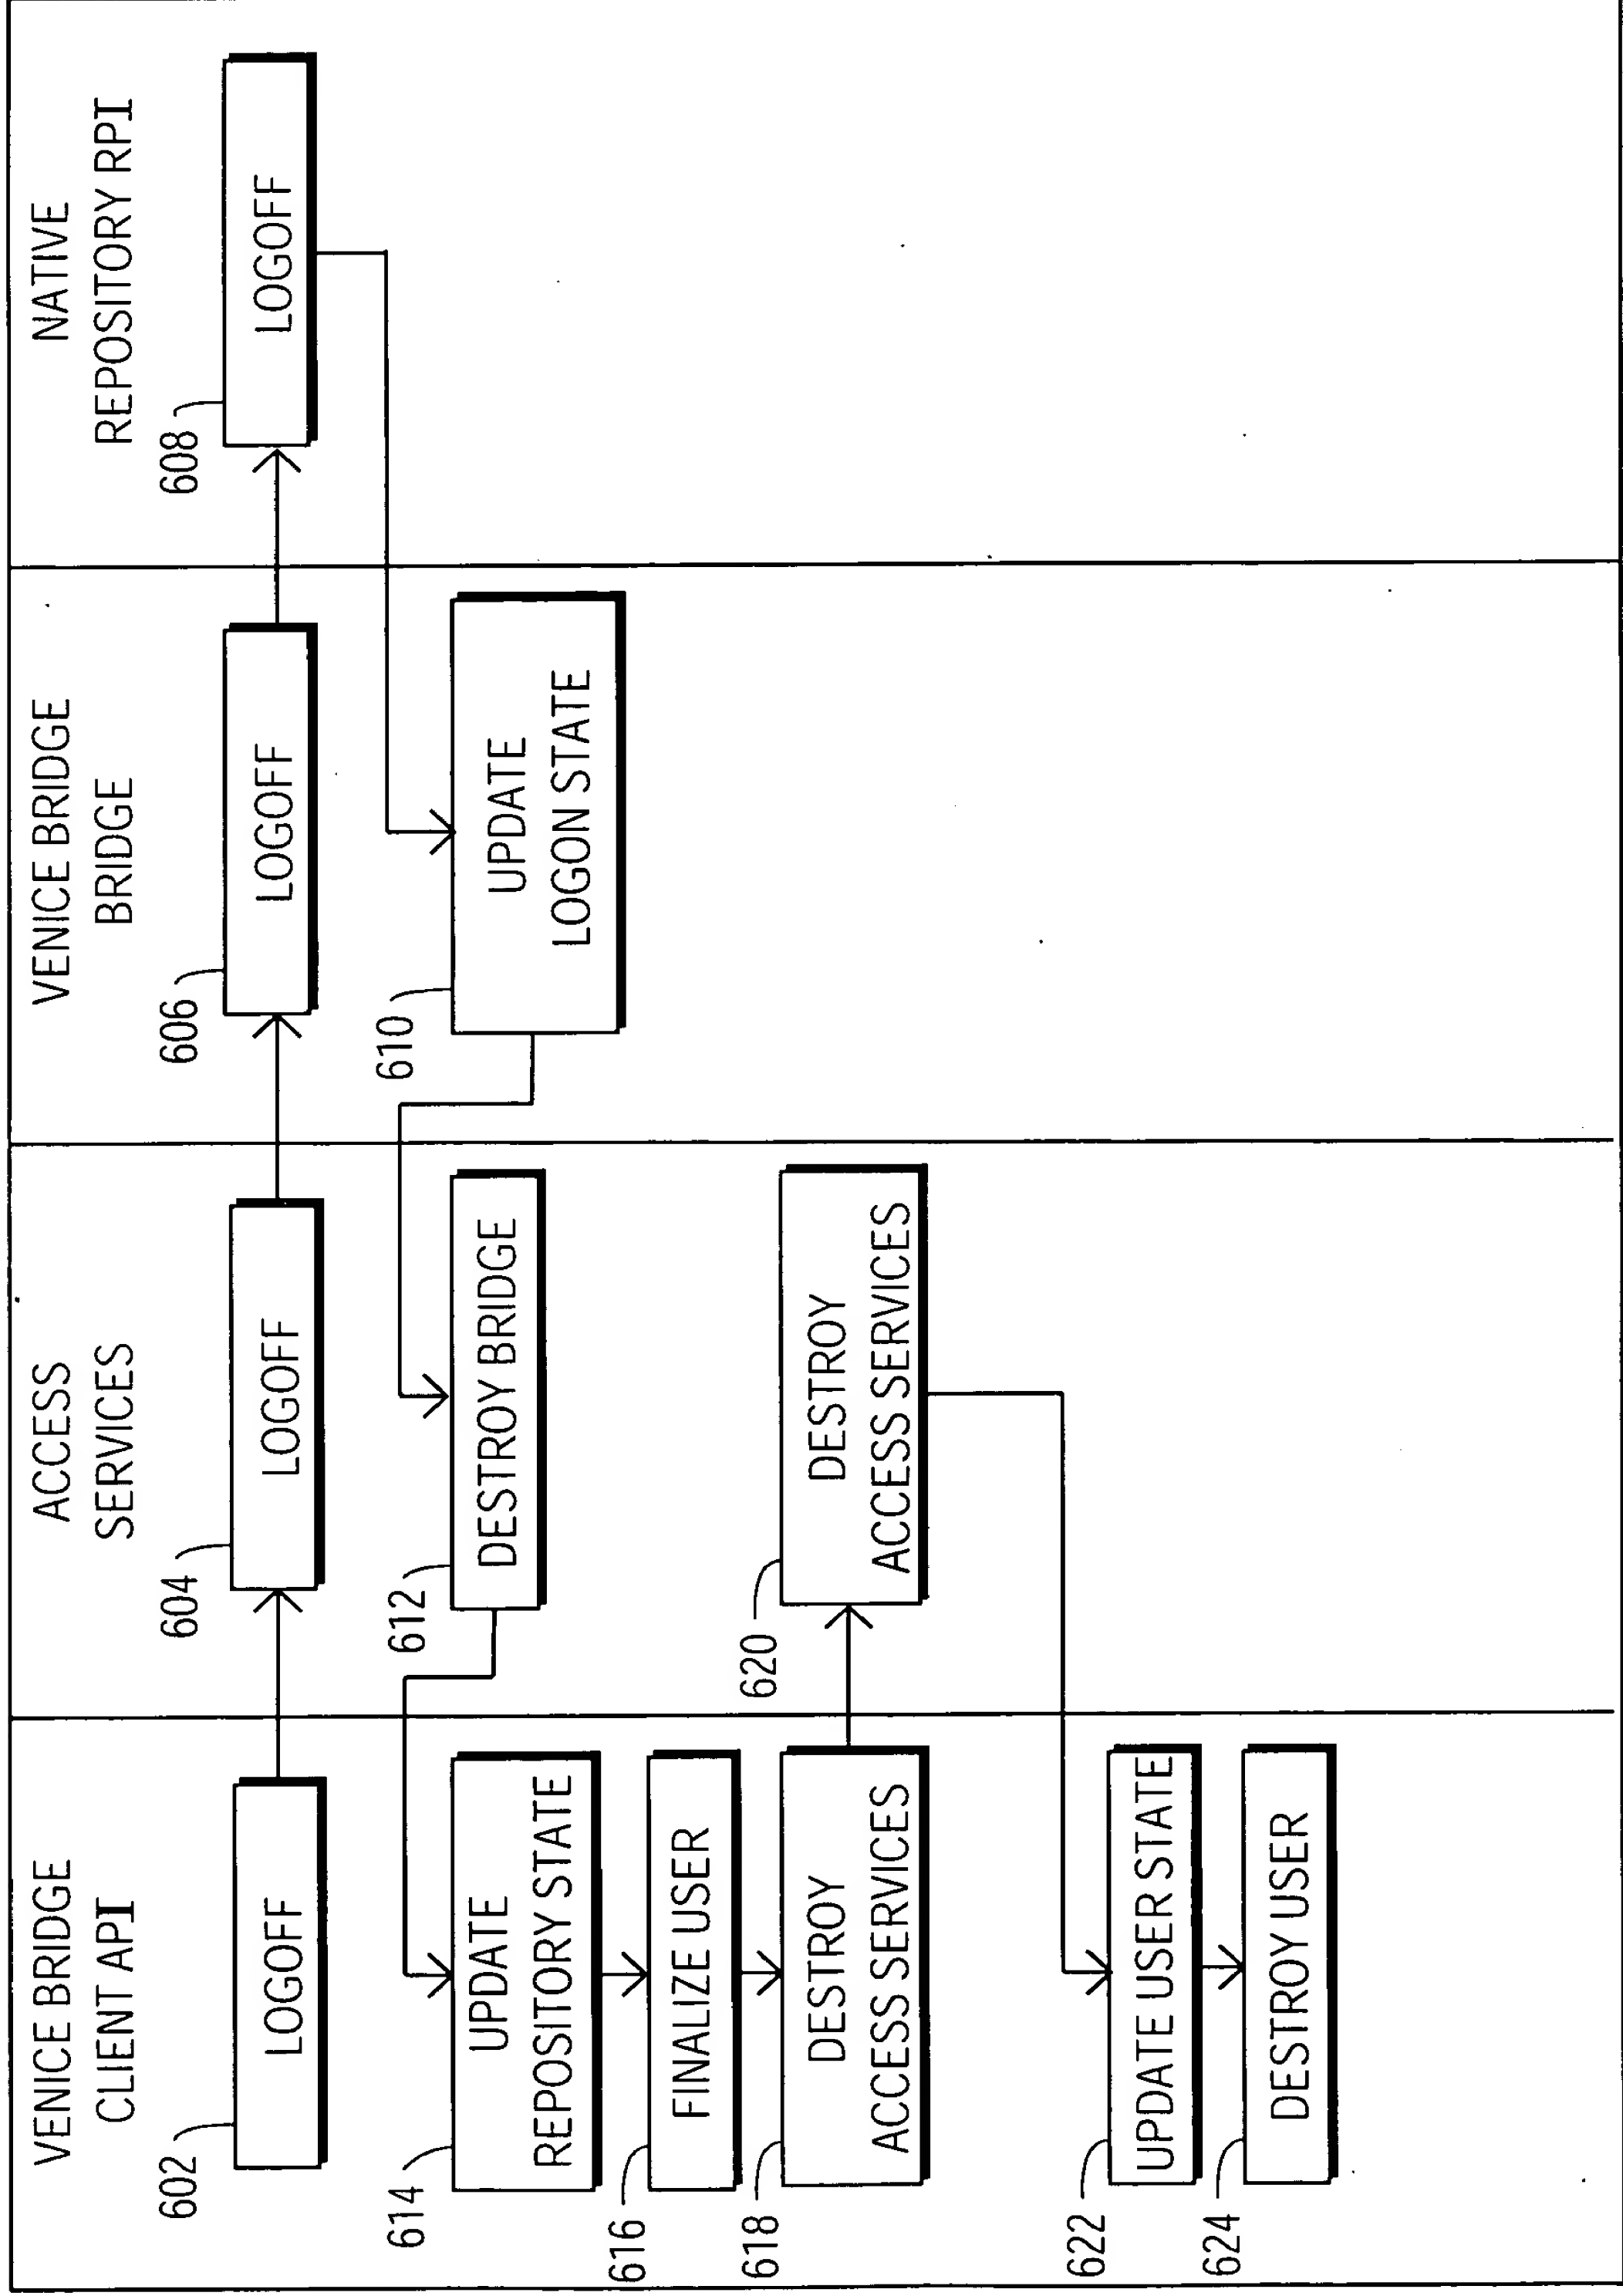 VENICE BRIDGE
CLIENT API
ACCESS
SERVICES
VENICE BRIDGE
BRIDGE
NATIVE
REPOSITORY RPI
602
LOGOFF
604
LOGOFF
606
LOGOFF
608
LOGOFF
614
UPDATE
REPOSITORY STATE
612
DESTROY BRIDGE
610
UPDATE
LOGON STATE
616
FINALIZE USER
618
DESTROY
ACCESS SERVICES
620
DESTROY
ACCESS SERVICES
622
UPDATE USER STATE
624
DESTROY USER